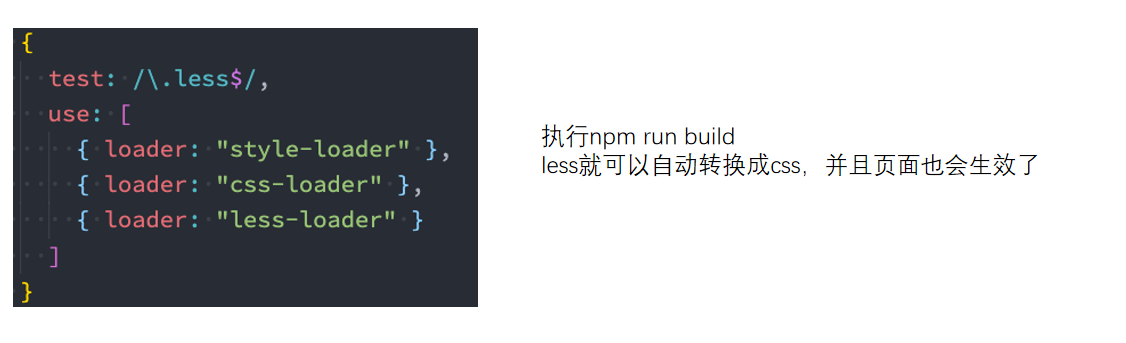 {
  test: /\.less$/,
  use: [
    { loader: "style-loader" },
    { loader: "css-loader" },
    { loader: "less-loader" }
  ]
}
执行npm run build
less就可以自动转换成css，并且页面也会生效了